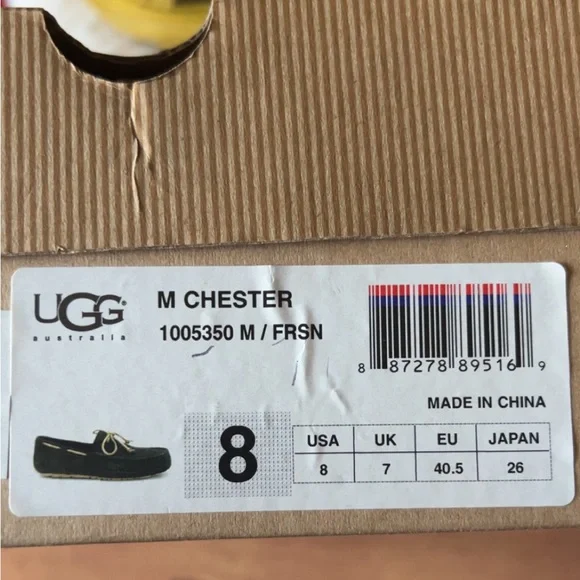 UGG®
australia
M CHESTER
1005350 M / FRSN
8 87278 89516 9
MADE IN CHINA
8
USA UK EU JAPAN
8 7 40.5 26